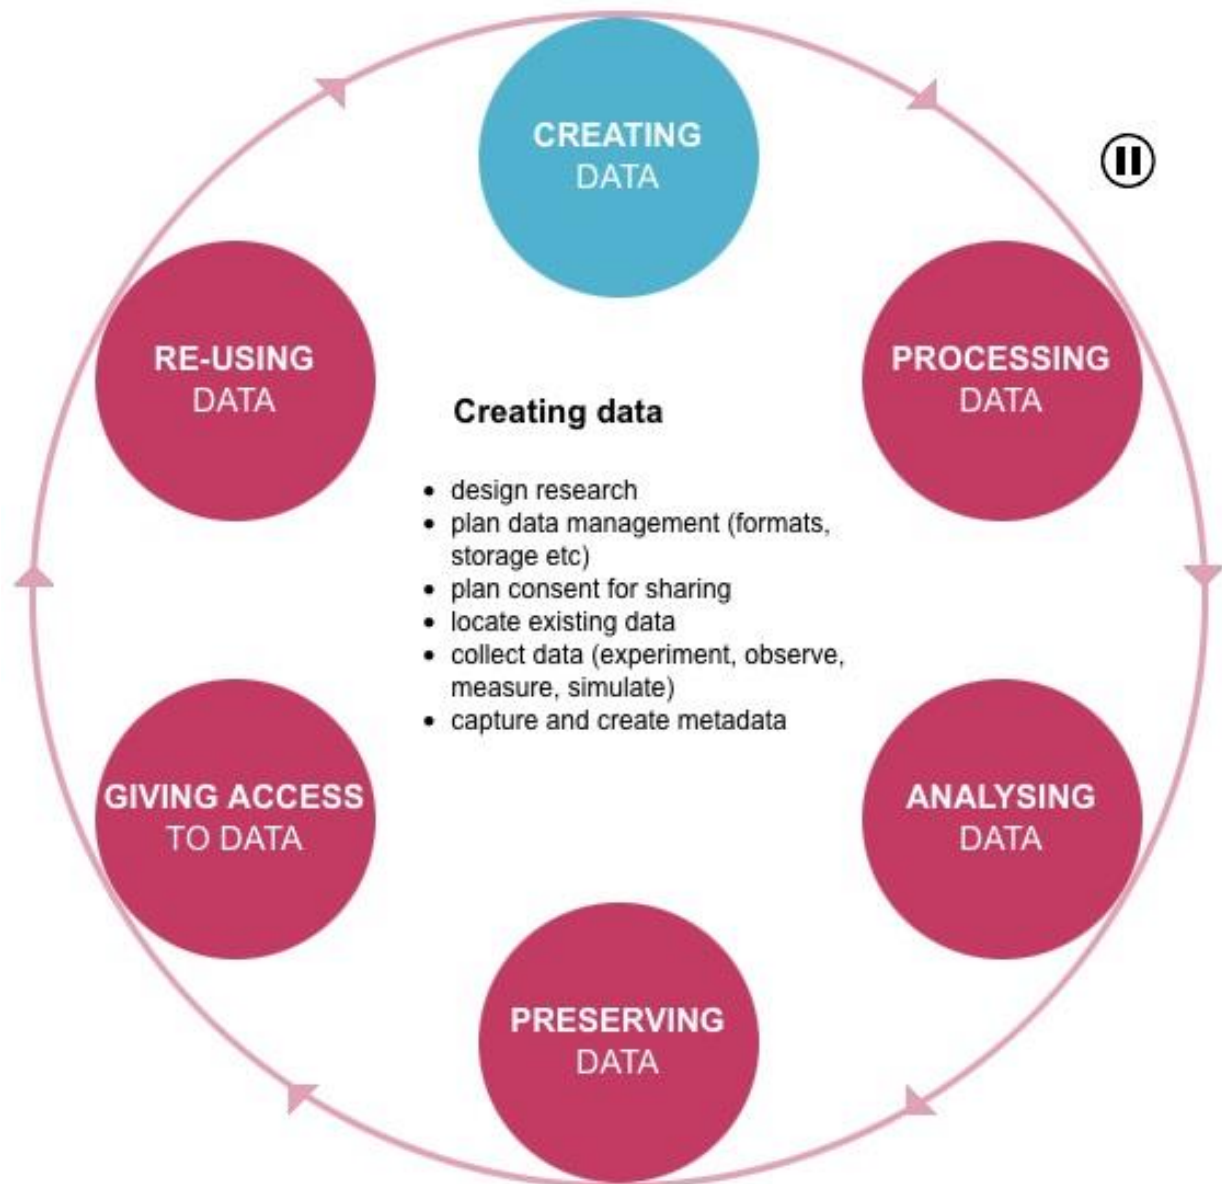 CREATING
DATA
PROCESSING
DATA
ANALYSING
DATA
PRESERVING
DATA
GIVING ACCESS
TO DATA
RE-USING
DATA
Creating data
• design research
• plan data management (formats,
storage etc)
• plan consent for sharing
• locate existing data
• collect data (experiment, observe,
measure, simulate)
• capture and create metadata